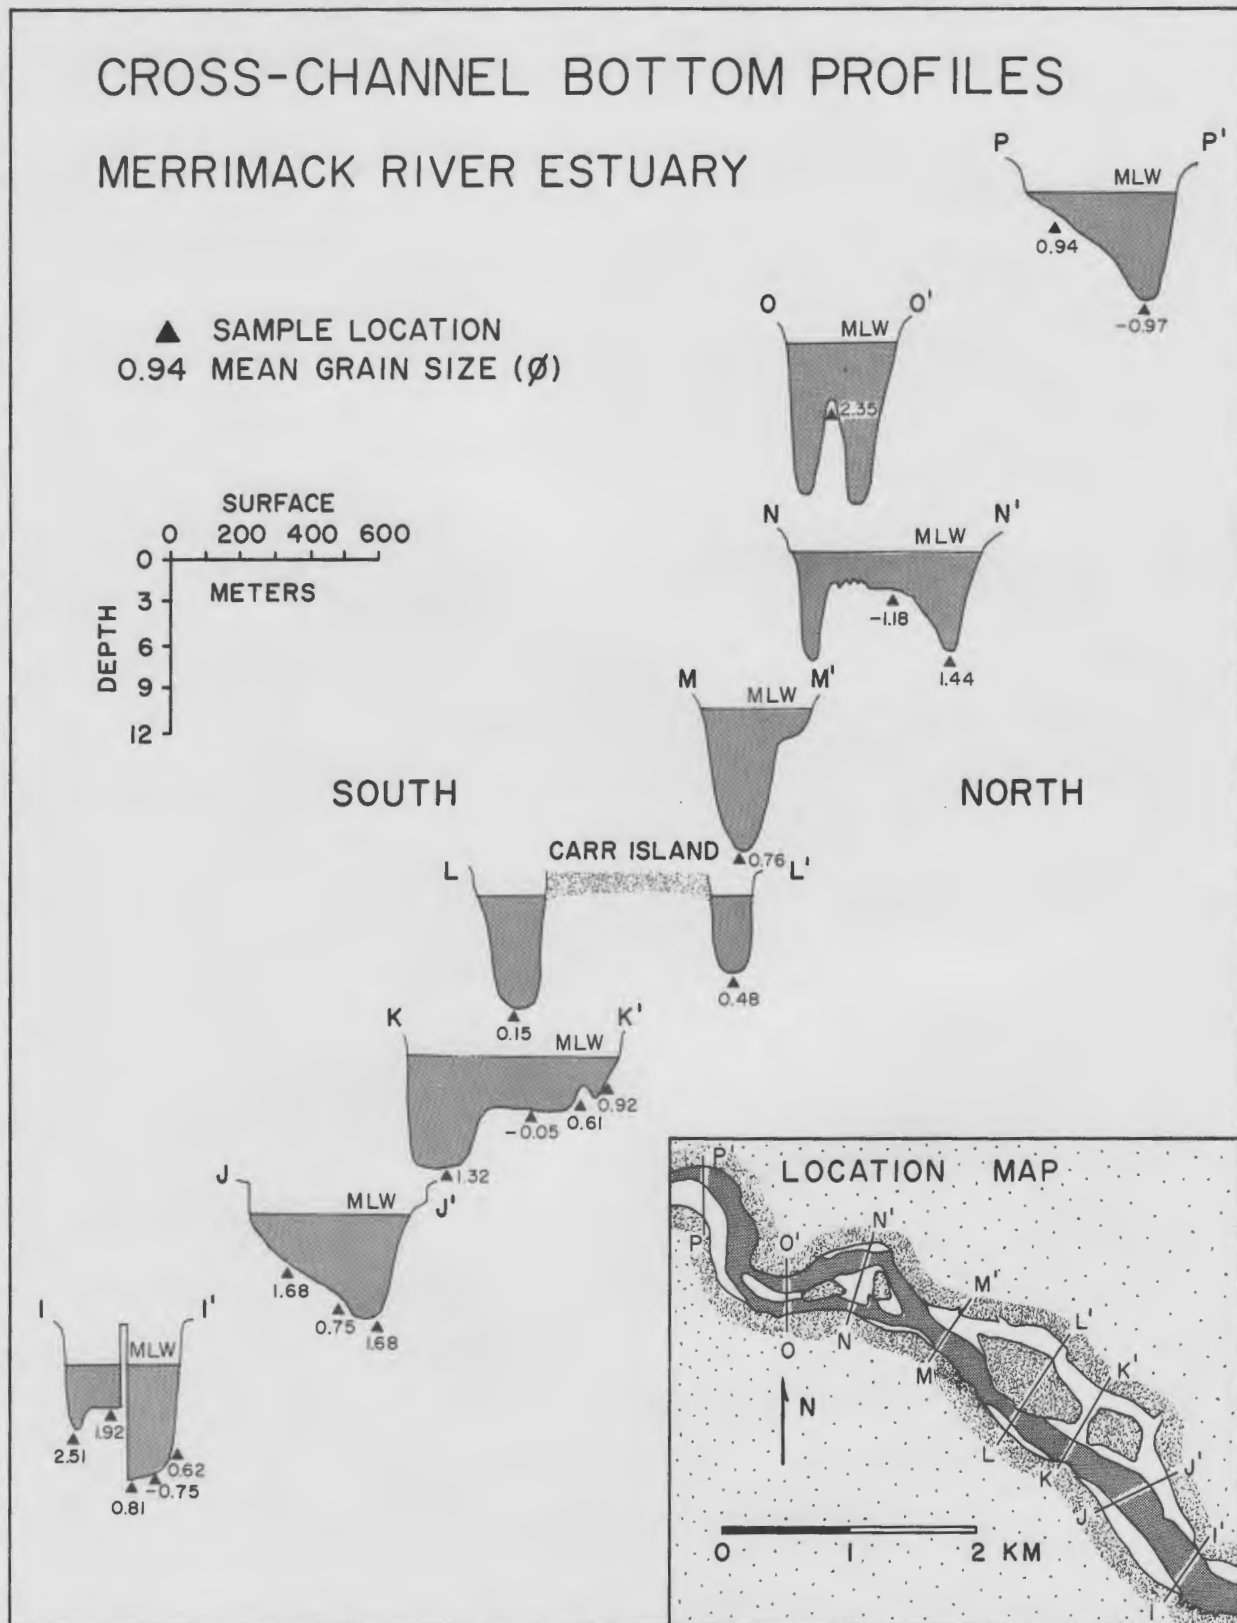 CROSS-CHANNEL BOTTOM PROFILES
MERRIMACK RIVER ESTUARY
P P'
MLW
0.94
-0.97
▲ SAMPLE LOCATION
0.94 MEAN GRAIN SIZE (Ø)
O O'
MLW
2.35
SURFACE
0 200 400 600
METERS
DEPTH
0
3
6
9
12
N N'
MLW
-1.18
1.44
M M'
MLW
0.76
SOUTH
NORTH
CARR ISLAND
L L'
0.15
0.48
K K'
MLW
1.32
-0.05
0.61
0.92
J J'
MLW
1.68
0.75
1.68
I I'
MLW
2.51
1.92
0.81
-0.75
0.62
LOCATION MAP
P'
P
O'
O
N'
N
M'
M
L'
L
K'
K
J'
J
I'
I
N
0 1 2 KM